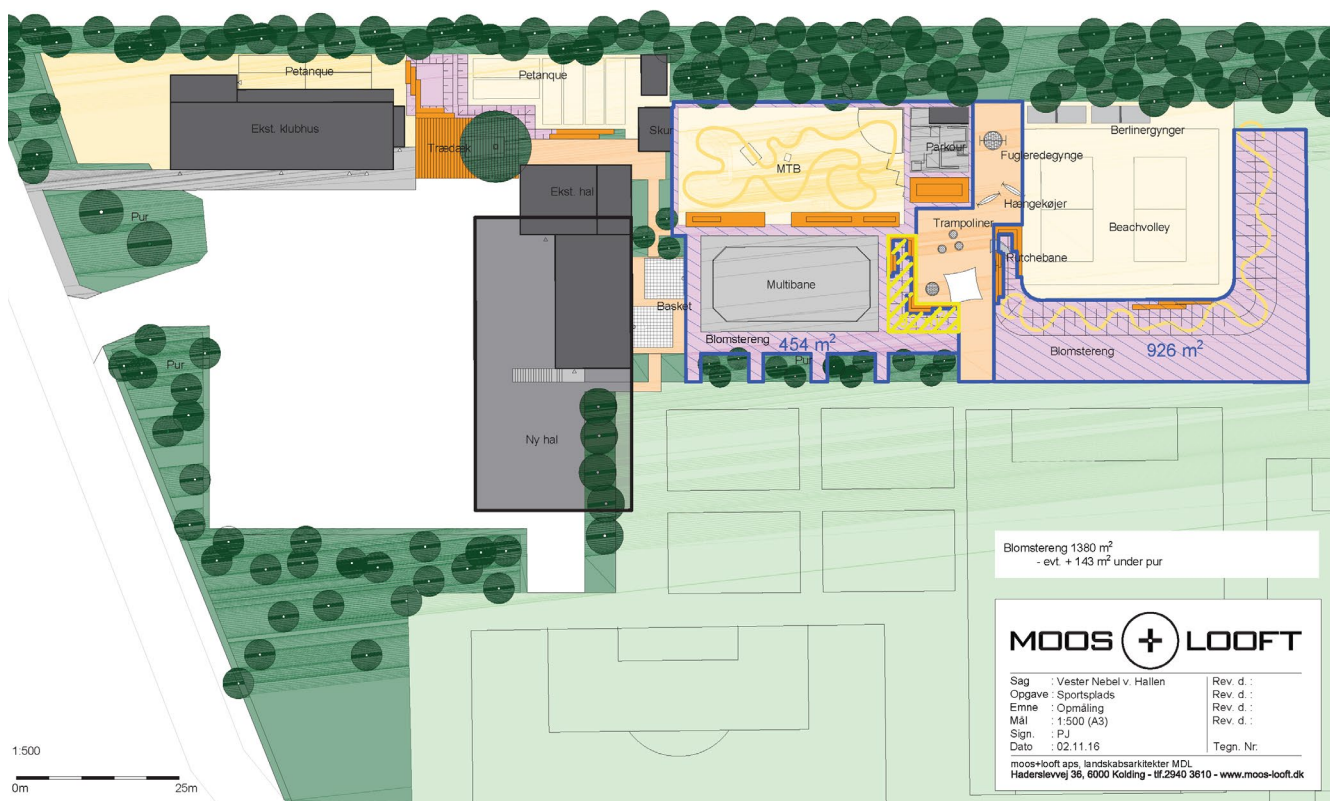 Petanque
Petanque
Ekst. klubhus
Trædæk
Skur
Ekst. hal
Pur
MTB
Parkour
Berlinergynger
Fugleredegynge
Hængekøjer
Trampoliner
Beachvolley
Rutchebane
Multibane
Basket
Blomstereng 454 m²
Pur
Blomstereng 926 m²
Pur
Ny hal
Blomstereng 1380 m²
- evt. + 143 m² under pur
MOOS + LOOFT
Sag : Vester Nebel v. Hallen Rev. d. :
Opgave : Sportsplads Rev. d. :
Emne : Opmåling Rev. d. :
Mål : 1:500 (A3) Rev. d. :
Sign. : PJ
Dato : 02.11.16 Tegn. Nr:
moos+looft aps, landskabsarkitekter MDL
Haderslevvej 36, 6000 Kolding - tlf.2940 3610 - www.moos-looft.dk
1:500
0m 25m